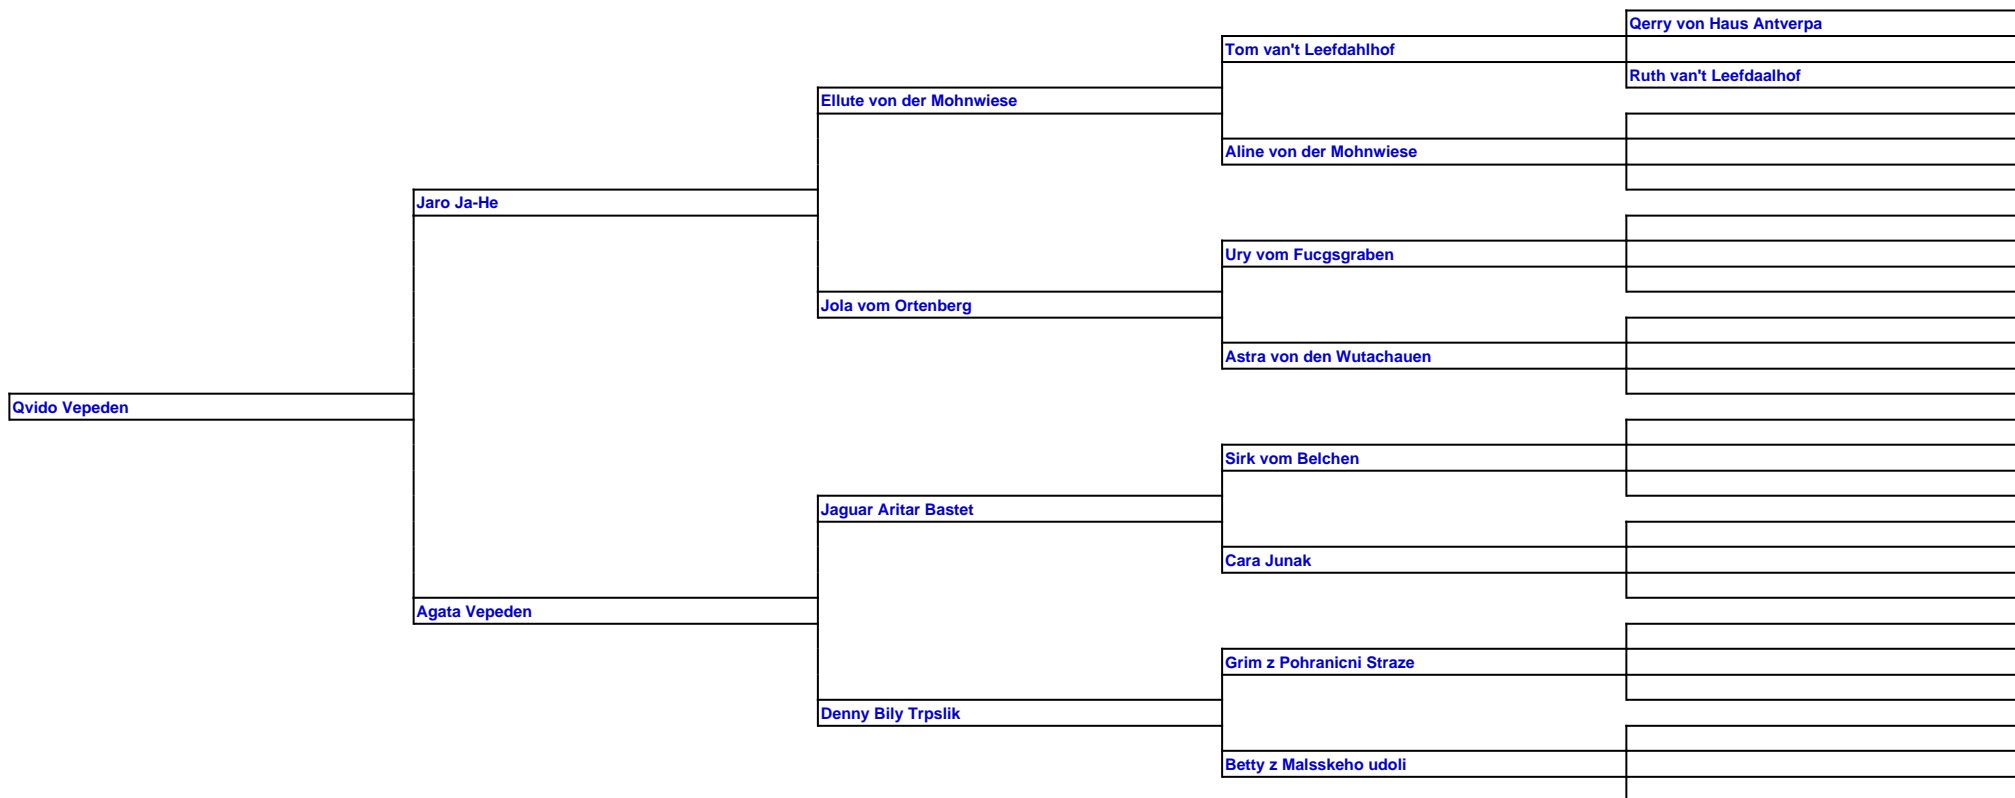 Qerry von Haus Antverpa
Tom van't Leefdahlhof
Ruth van't Leefdaalhof
Ellute von der Mohnwiese
Aline von der Mohnwiese
Jaro Ja-He
Ury vom Fucgsgraben
Jola vom Ortenberg
Astra von den Wutachauen
Qvido Vepeden
Sirk vom Belchen
Jaguar Aritar Bastet
Cara Junak
Agata Vepeden
Grim z Pohranicni Straze
Denny Bily Trpslik
Betty z Malsskeho udoli